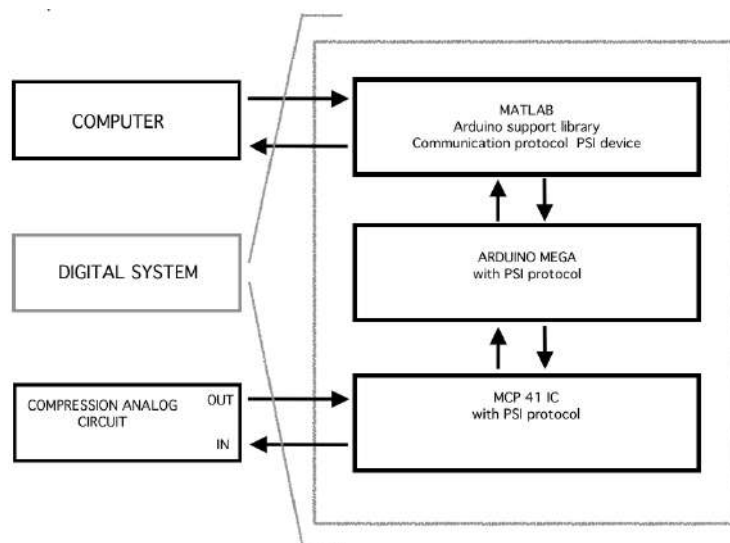 COMPUTER
MATLAB
Arduino support library
Communication protocol PSI device
DIGITAL SYSTEM
ARDUINO MEGA
with PSI protocol
COMPRESSION ANALOG
CIRCUIT
OUT
IN
MCP 41 IC
with PSI protocol